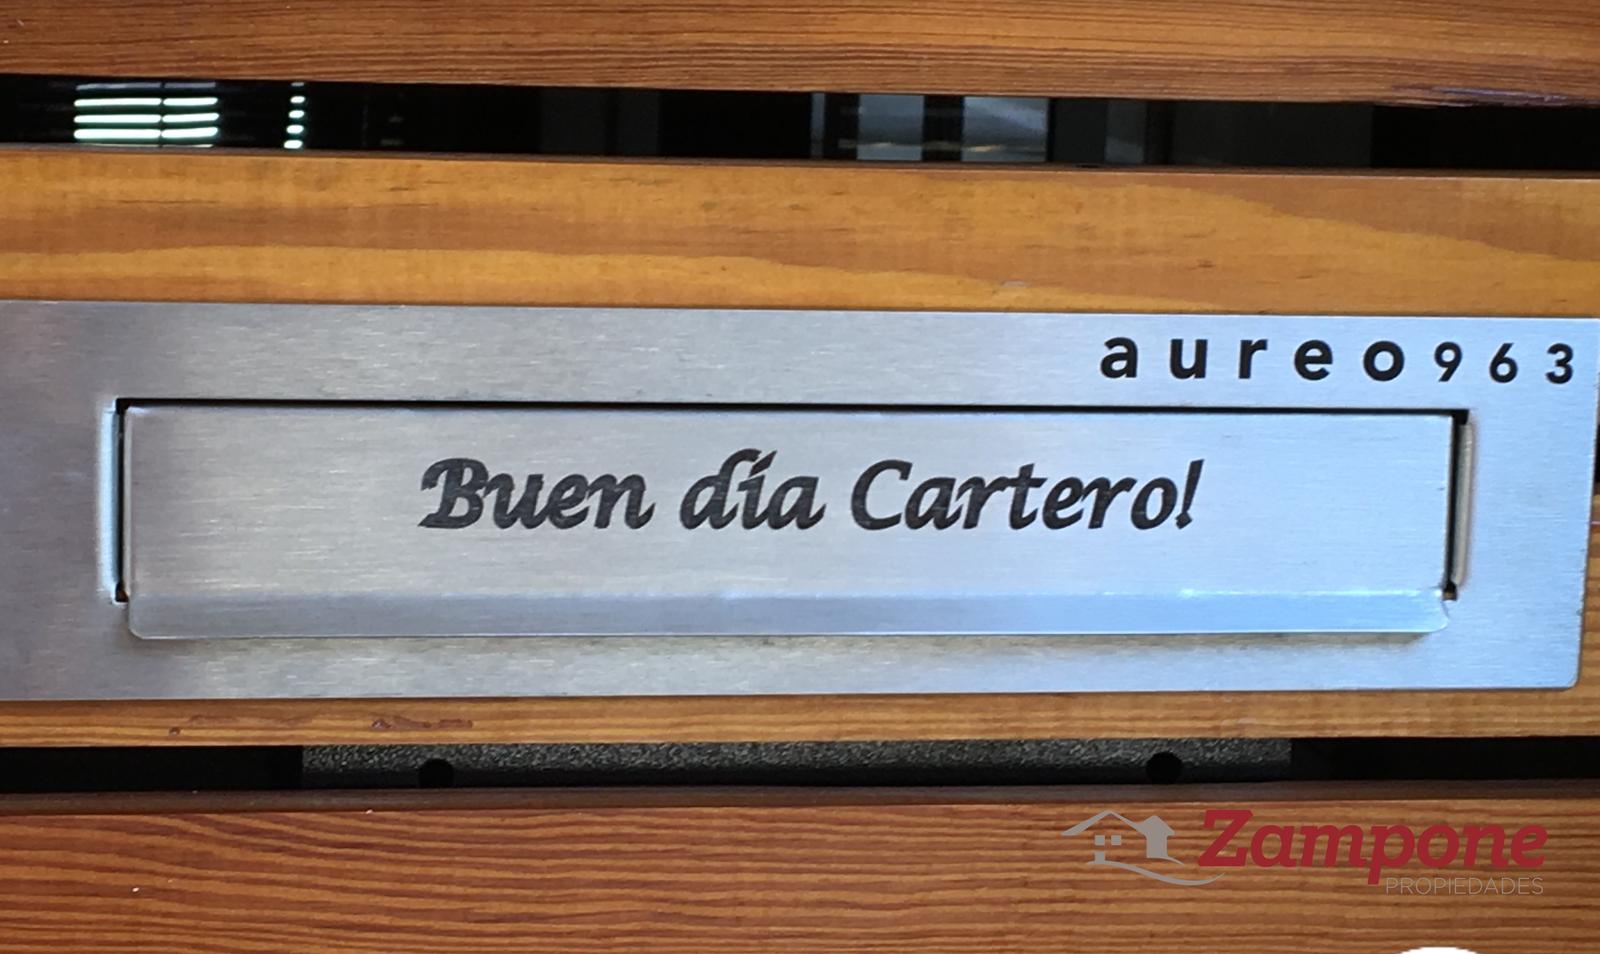 aureo963
Buen día Cartero!
Zampone
PROPIEDADES